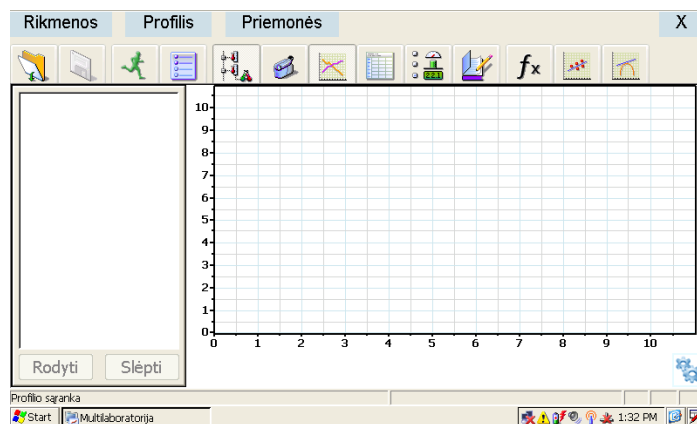 Rikmenos Profilis Priemonės X
fx
10
9
8
7
6
5
4
3
2
1
0
0 1 2 3 4 5 6 7 8 9 10
Rodyti Slėpti
Profilio sąranka
Start Multilaboratorija 1:32 PM